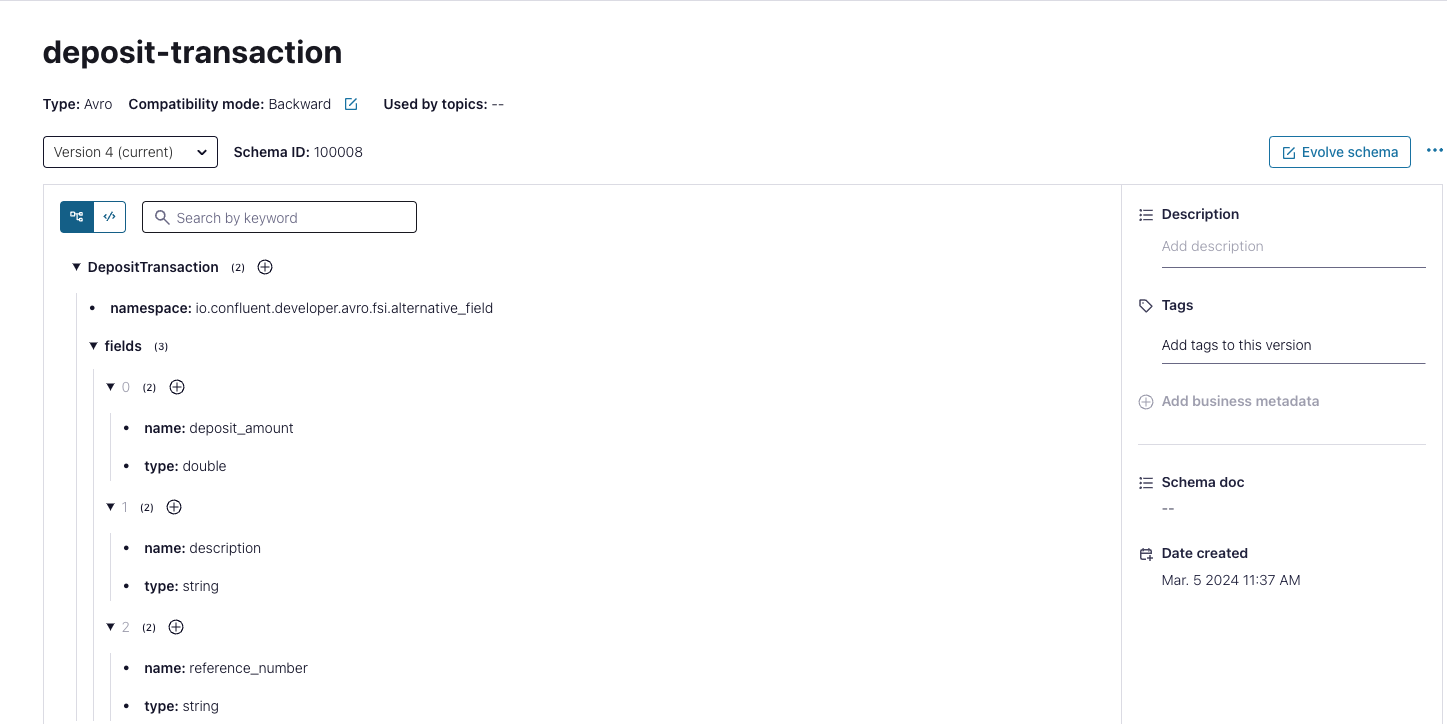 deposit-transaction
Type: Avro Compatibility mode: Backward Used by topics: --
Version 4 (current) Schema ID: 100008 Evolve schema
Search by keyword
DepositTransaction (2)
namespace: io.confluent.developer.avro.fsi.alternative_field
fields (3)
0 (2)
name: deposit_amount
type: double
1 (2)
name: description
type: string
2 (2)
name: reference_number
type: string
Description
Add description
Tags
Add tags to this version
Add business metadata
Schema doc
--
Date created
Mar. 5 2024 11:37 AM